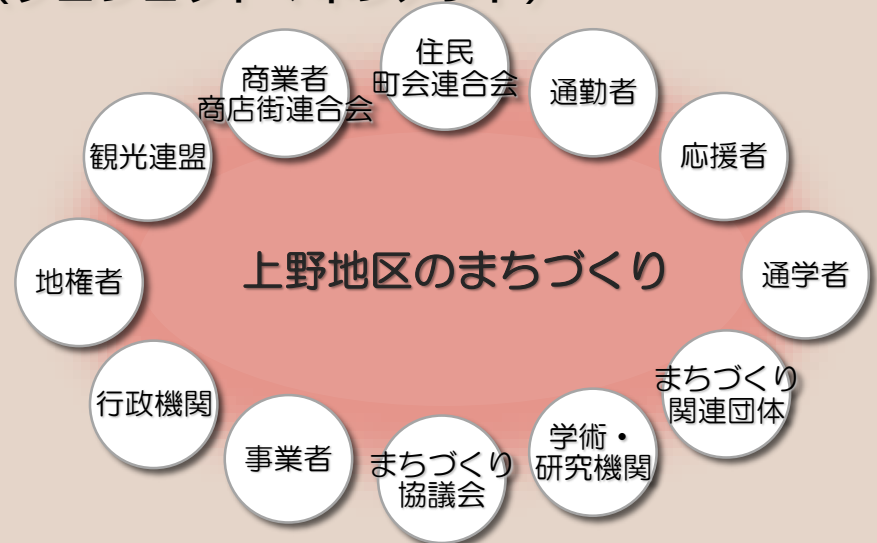 住民
町会連合会
通勤者
応援者
通学者
まちづくり
関連団体
学術・
研究機関
まちづくり
協議会
事業者
行政機関
地権者
観光連盟
商業者
商店街連合会
上野地区のまちづくり